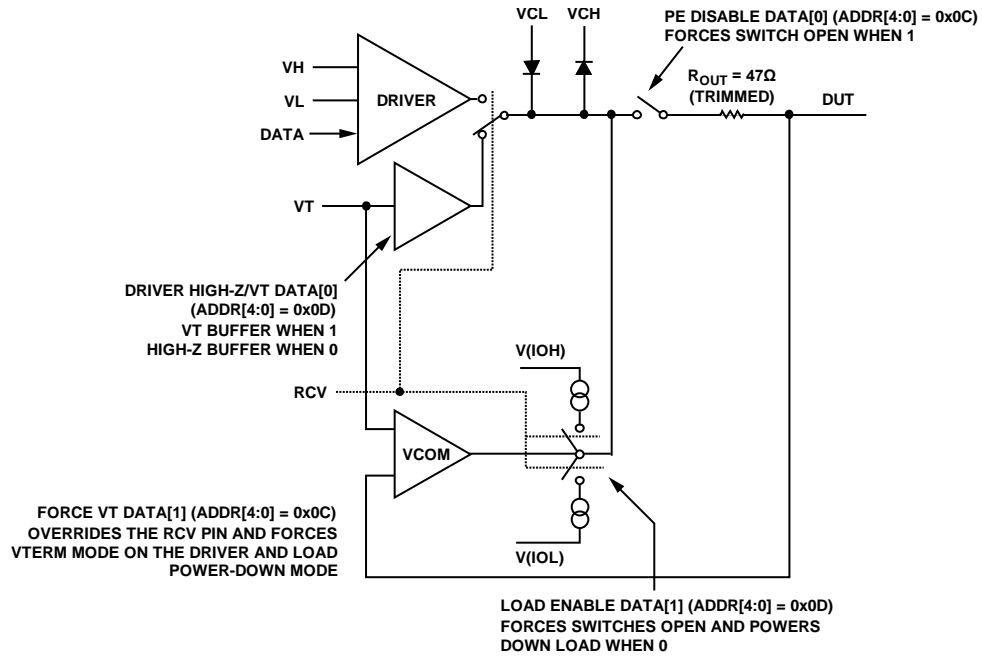 VCL VCH
PE DISABLE DATA[0] (ADDR[4:0] = 0x0C)
FORCES SWITCH OPEN WHEN 1
VH
VL
DATA
DRIVER
ROUT = 47Ω
(TRIMMED)
DUT
VT
DRIVER HIGH-Z/VT DATA[0]
(ADDR[4:0] = 0x0D)
VT BUFFER WHEN 1
HIGH-Z BUFFER WHEN 0
V(IOH)
RCV
VCOM
FORCE VT DATA[1] (ADDR[4:0] = 0x0C)
OVERRIDES THE RCV PIN AND FORCES
VTERM MODE ON THE DRIVER AND LOAD
POWER-DOWN MODE
V(IOL)
LOAD ENABLE DATA[1] (ADDR[4:0] = 0x0D)
FORCES SWITCHES OPEN AND POWERS
DOWN LOAD WHEN 0